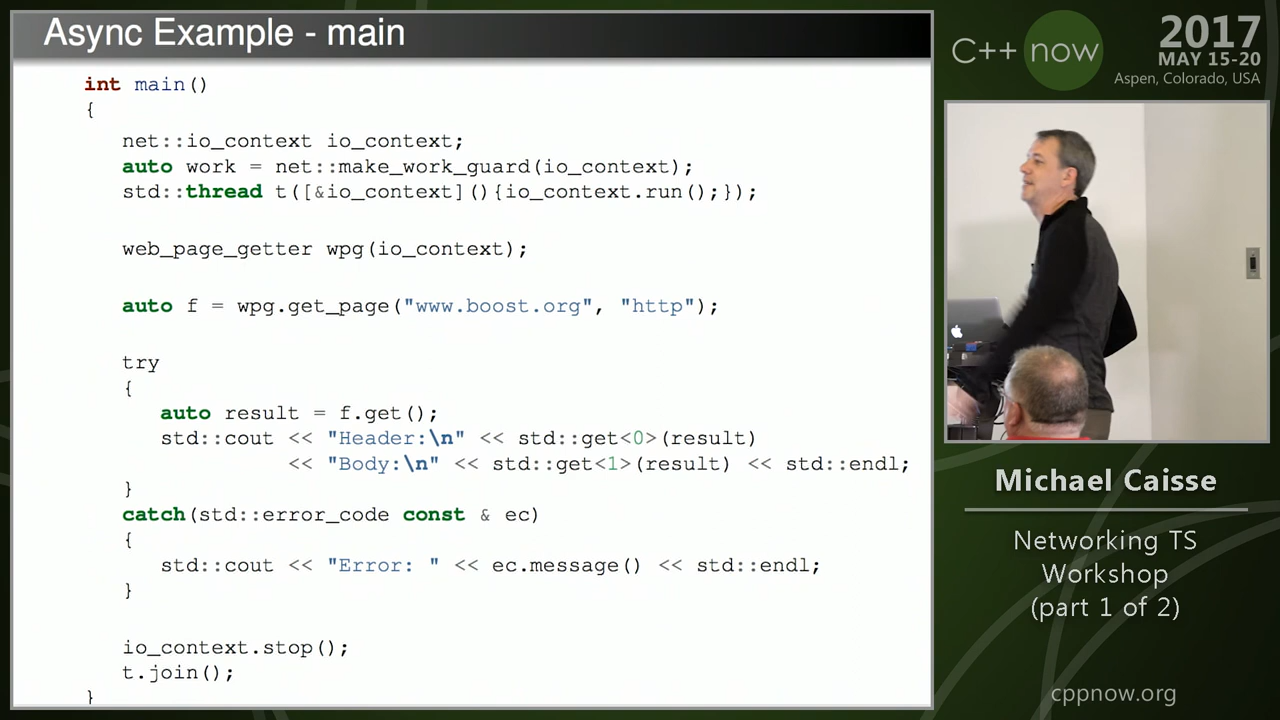 Async Example - main
int main()
{
net::io_context io_context;
auto work = net::make_work_guard(io_context);
std::thread t([&io_context](){io_context.run();});
web_page_getter wpg(io_context);
auto f = wpg.get_page("www.boost.org", "http");
try
{
auto result = f.get();
std::cout << "Header:\n" << std::get<0>(result)
<< "Body:\n" << std::get<1>(result) << std::endl;
}
catch(std::error_code const & ec)
{
std::cout << "Error: " << ec.message() << std::endl;
}
io_context.stop();
t.join();
}
C++ now
2017
MAY 15-20
Aspen, Colorado, USA
Michael Caisse
Networking TS
Workshop
(part 1 of 2)
cppnow.org